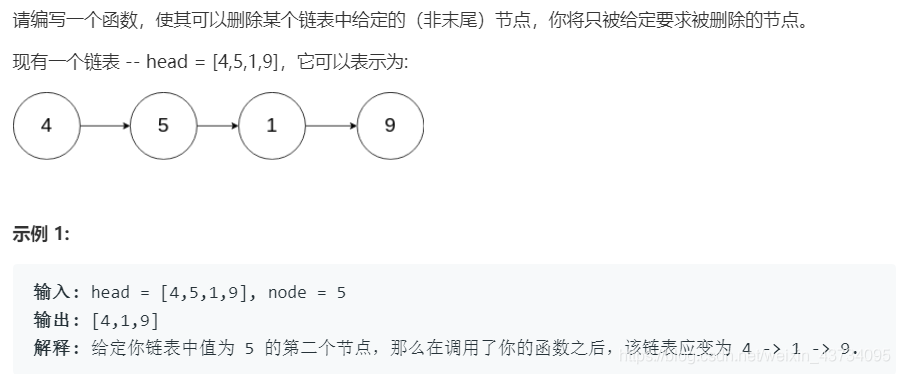 请编写一个函数，使其可以删除某个链表中给定的（非末尾）节点，你将只被给定要求被删除的节点。
现有一个链表 -- head = [4,5,1,9]，它可以表示为:
4 5 1 9
示例 1:
输入: head = [4,5,1,9], node = 5
输出: [4,1,9]
解释: 给定你链表中值为 5 的第二个节点，那么在调用了你的函数之后，该链表应变为 4 -> 1 -> 9.
https://blog.csdn.net/weixin_43734095